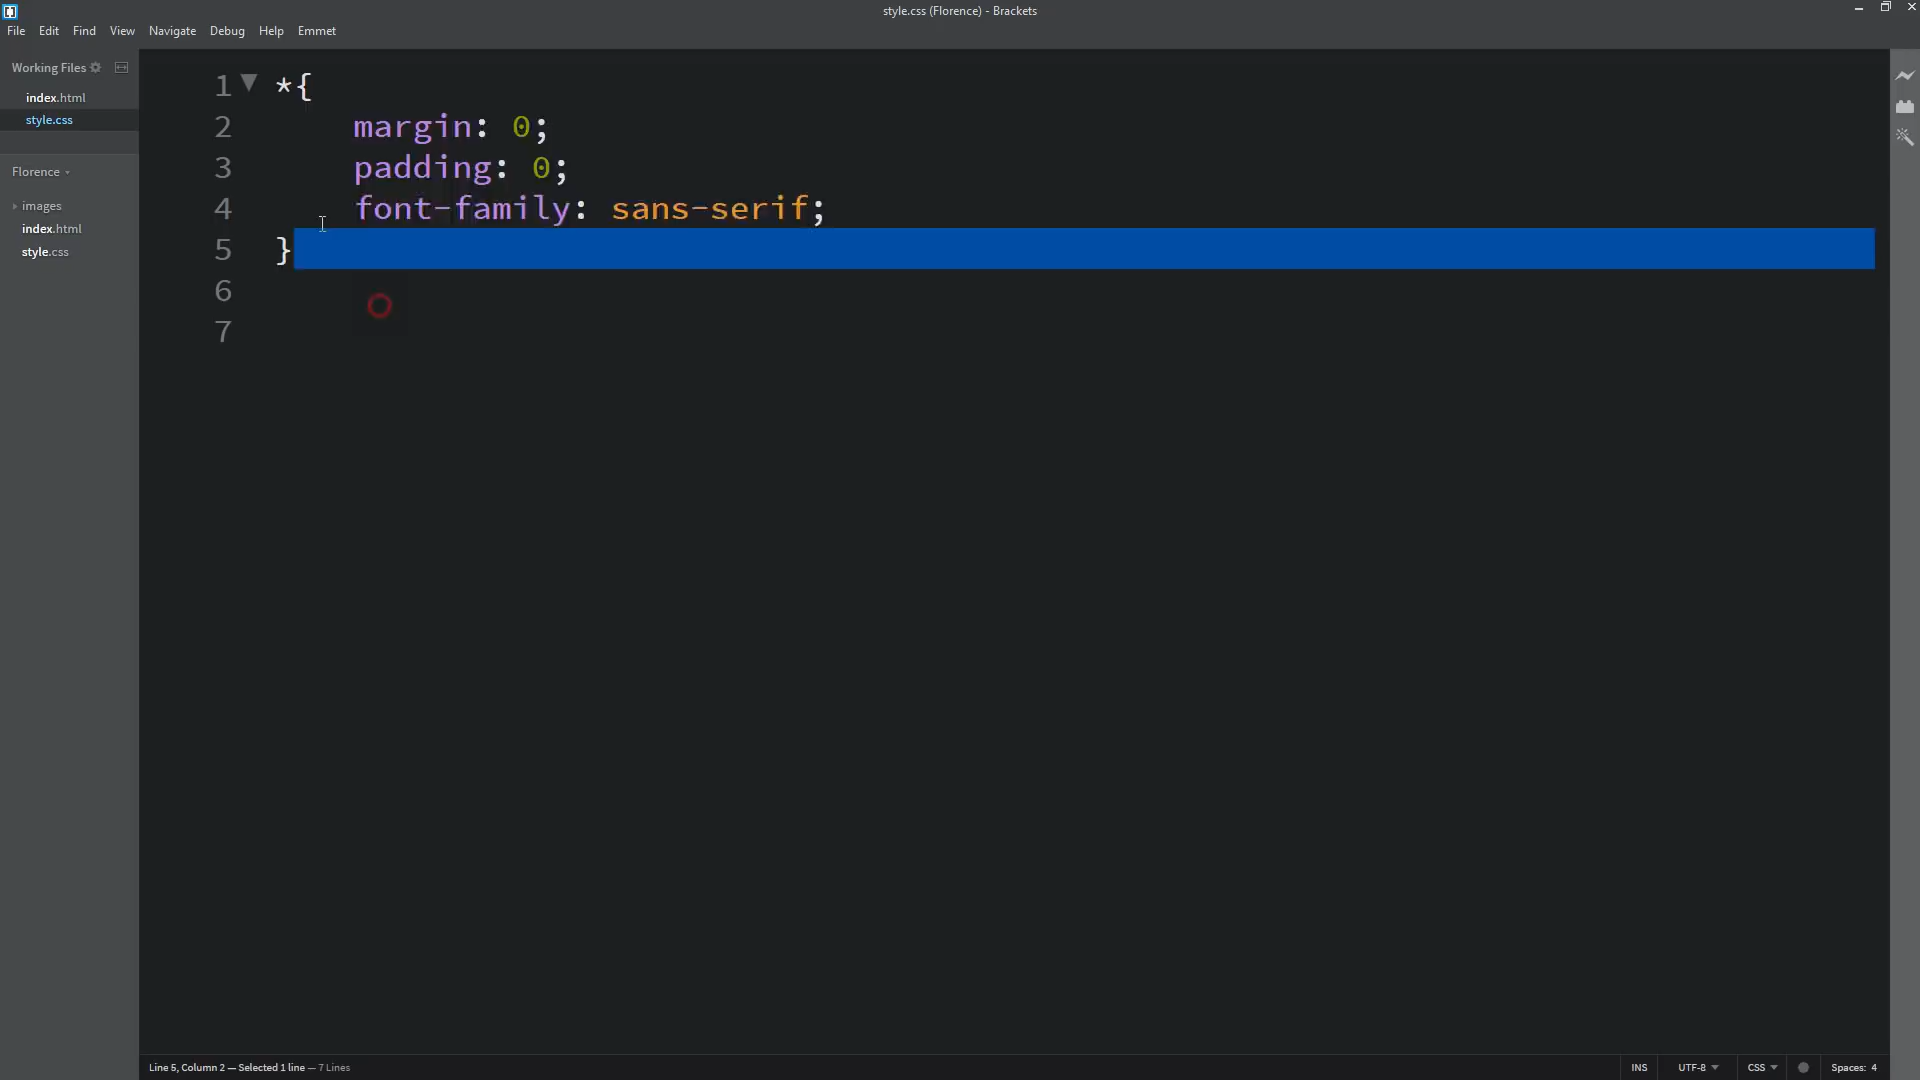 style.css (Florence) - Brackets
File Edit Find View Navigate Debug Help Emmet
Working Files
index.html
style.css
Florence
images
index.html
style.css
1 *{
2 margin: 0;
3 padding: 0;
4 font-family: sans-serif;
5 }
6
7
Line 5, Column 2 — Selected 1 line — 7 Lines
INS UTF-8 CSS Spaces: 4